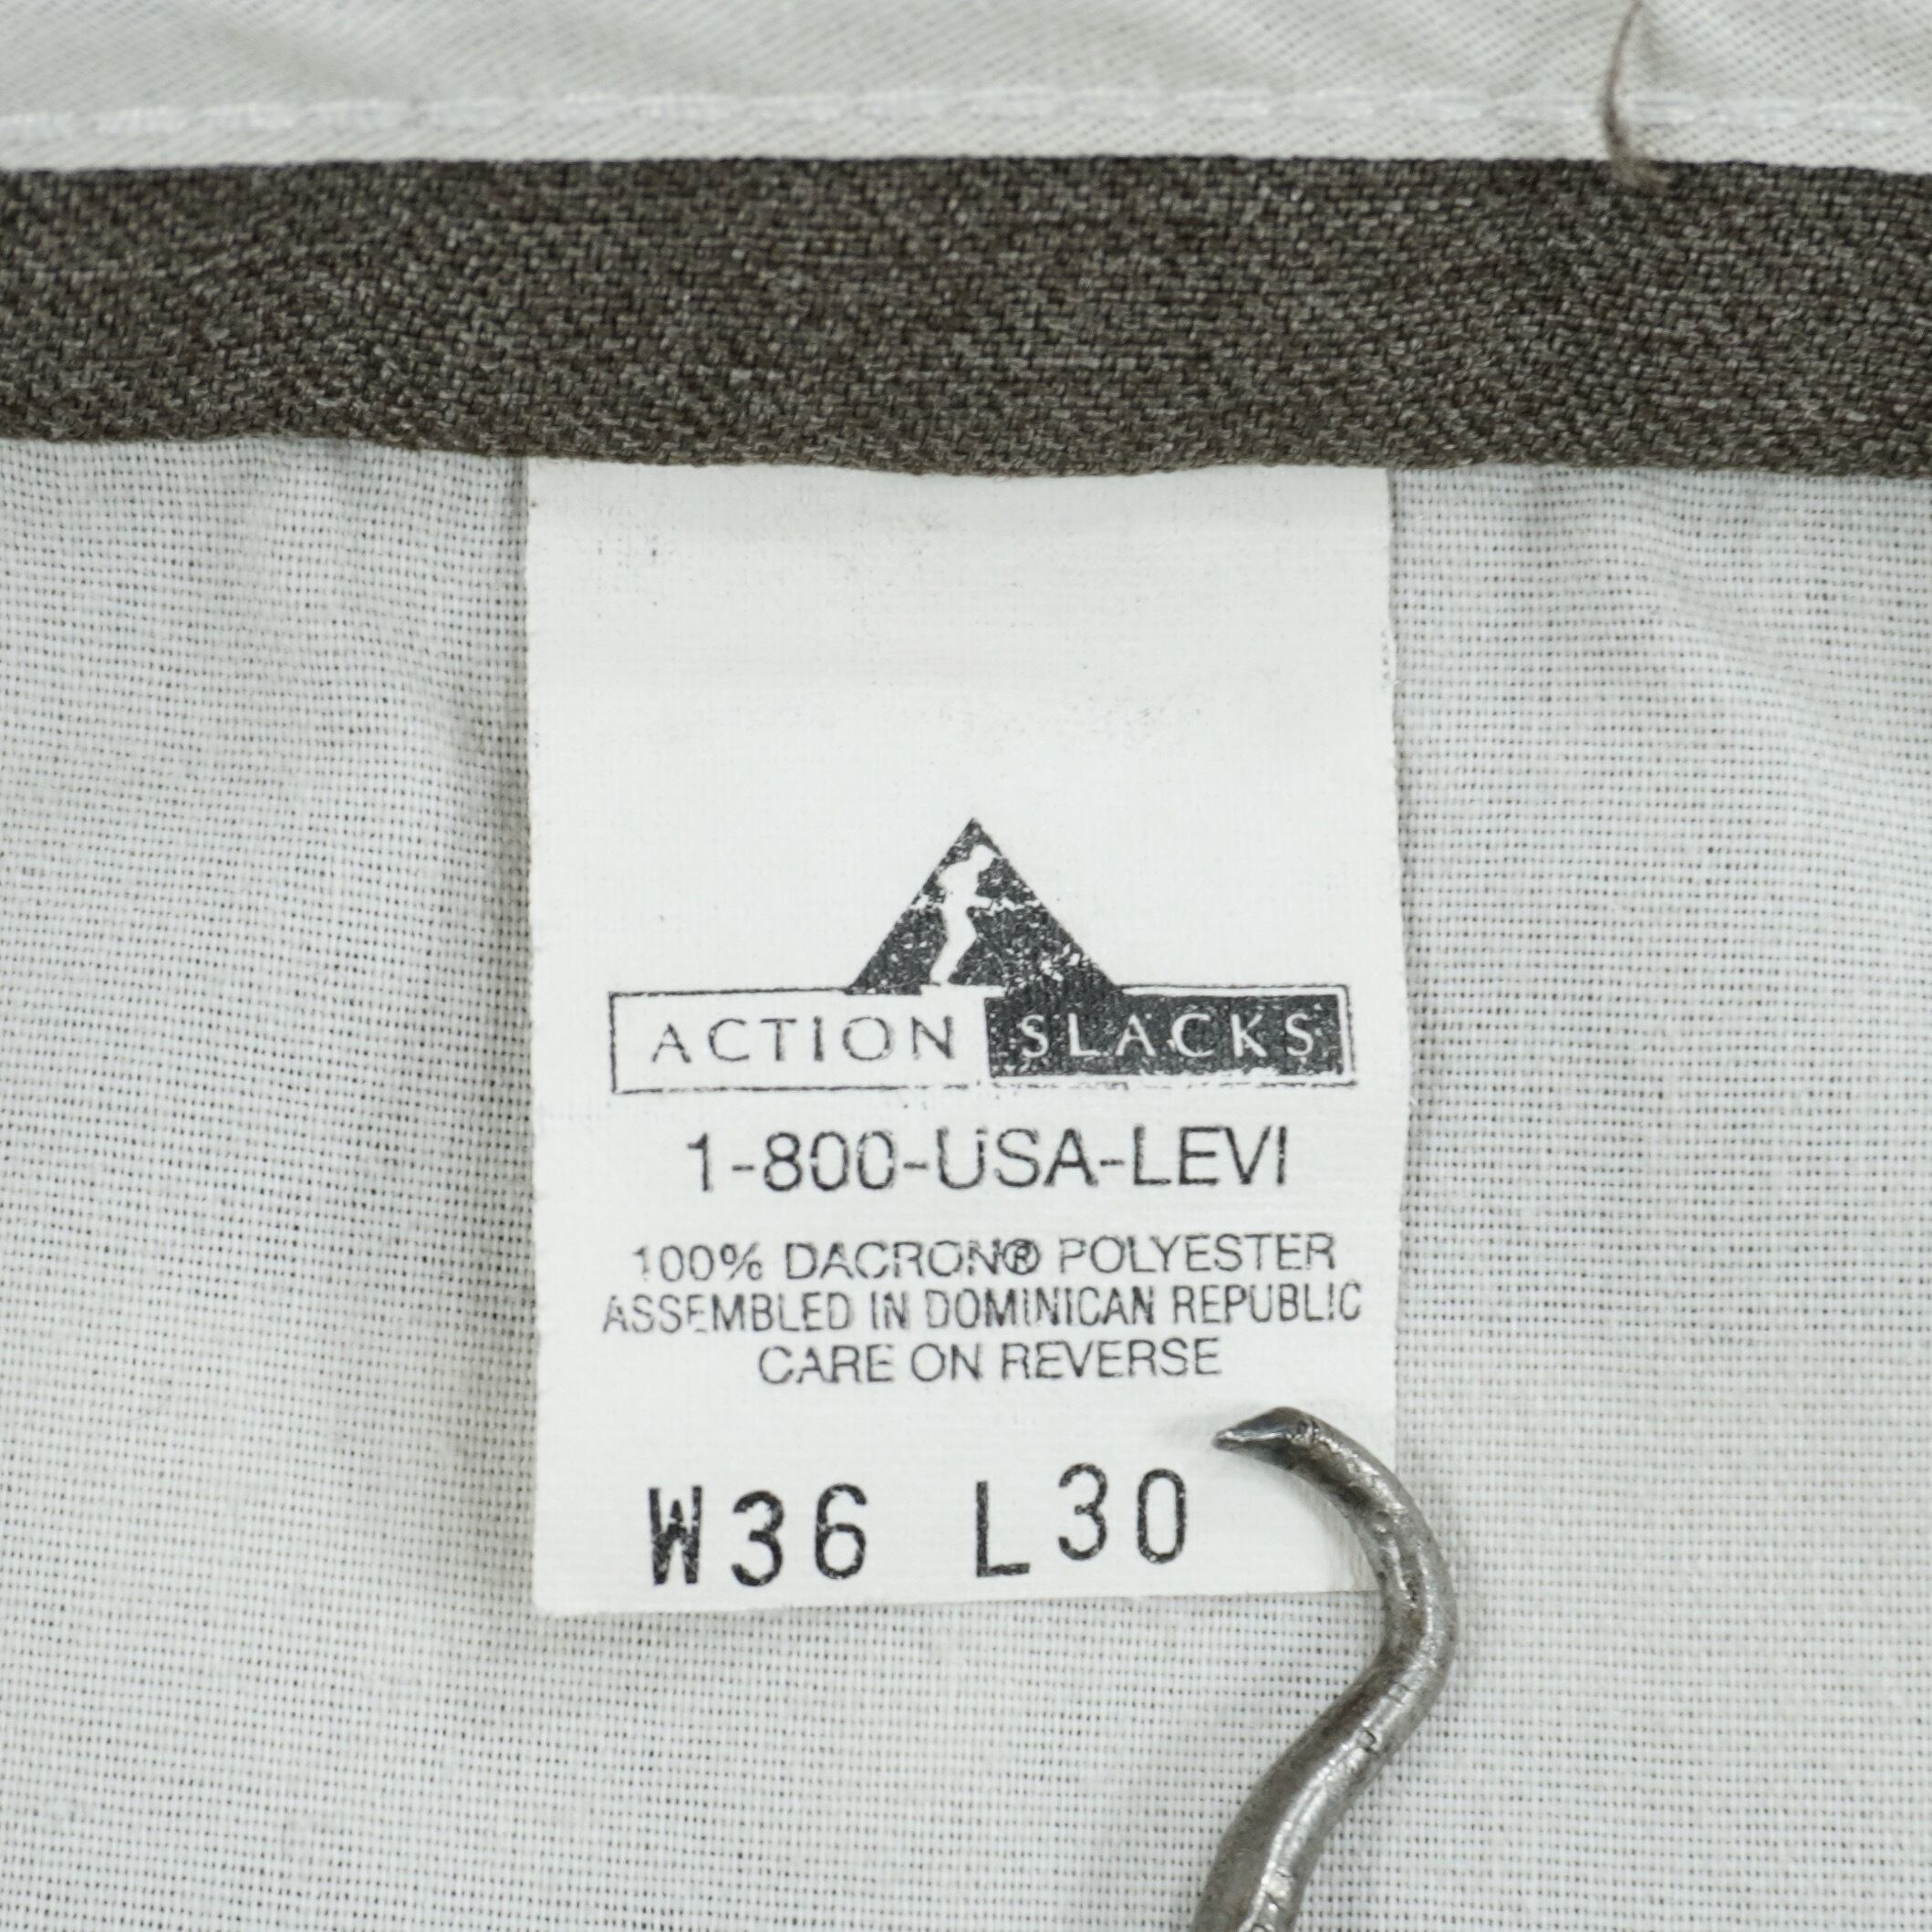 ACTION SLACKS
1-800-USA-LEVI
100% DACRON® POLYESTER
ASSEMBLED IN DOMINICAN REPUBLIC
CARE ON REVERSE
W36 L30